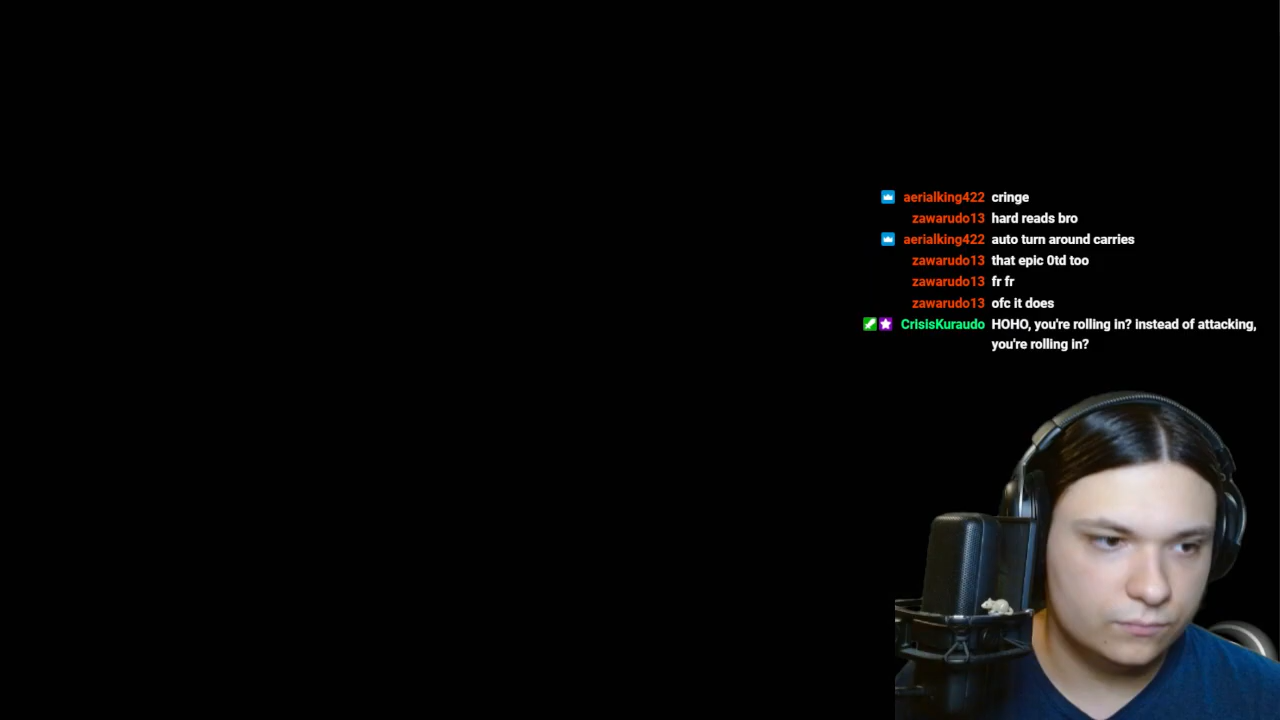 aerialking422 cringe
zawarudo13 hard reads bro
aerialking422 auto turn around carries
zawarudo13 that epic 0td too
zawarudo13 fr fr
zawarudo13 ofc it does
CrisisKuraudo HOHO, you're rolling in? instead of attacking,
you're rolling in?